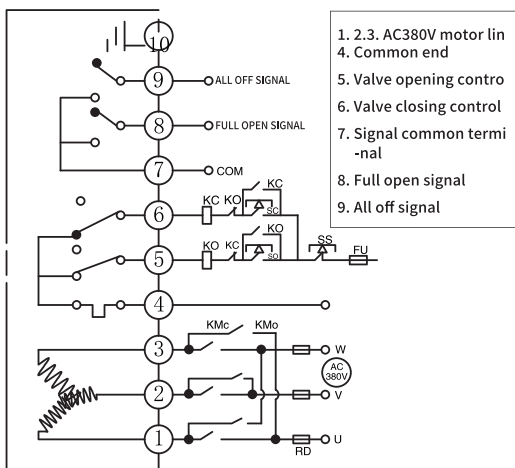 10
9
ALL OFF SIGNAL
8
FULL OPEN SIGNAL
7
COM
KC
6
KC KO
SC
KO
5
KO KC
SO
SS
FU
4
3
KMc KMo
W
AC
380V
2
V
1
U
RD
1. 2.3. AC380V motor lin
4. Common end
5. Valve opening contro
6. Valve closing control
7. Signal common termi
-nal
8. Full open signal
9. All off signal